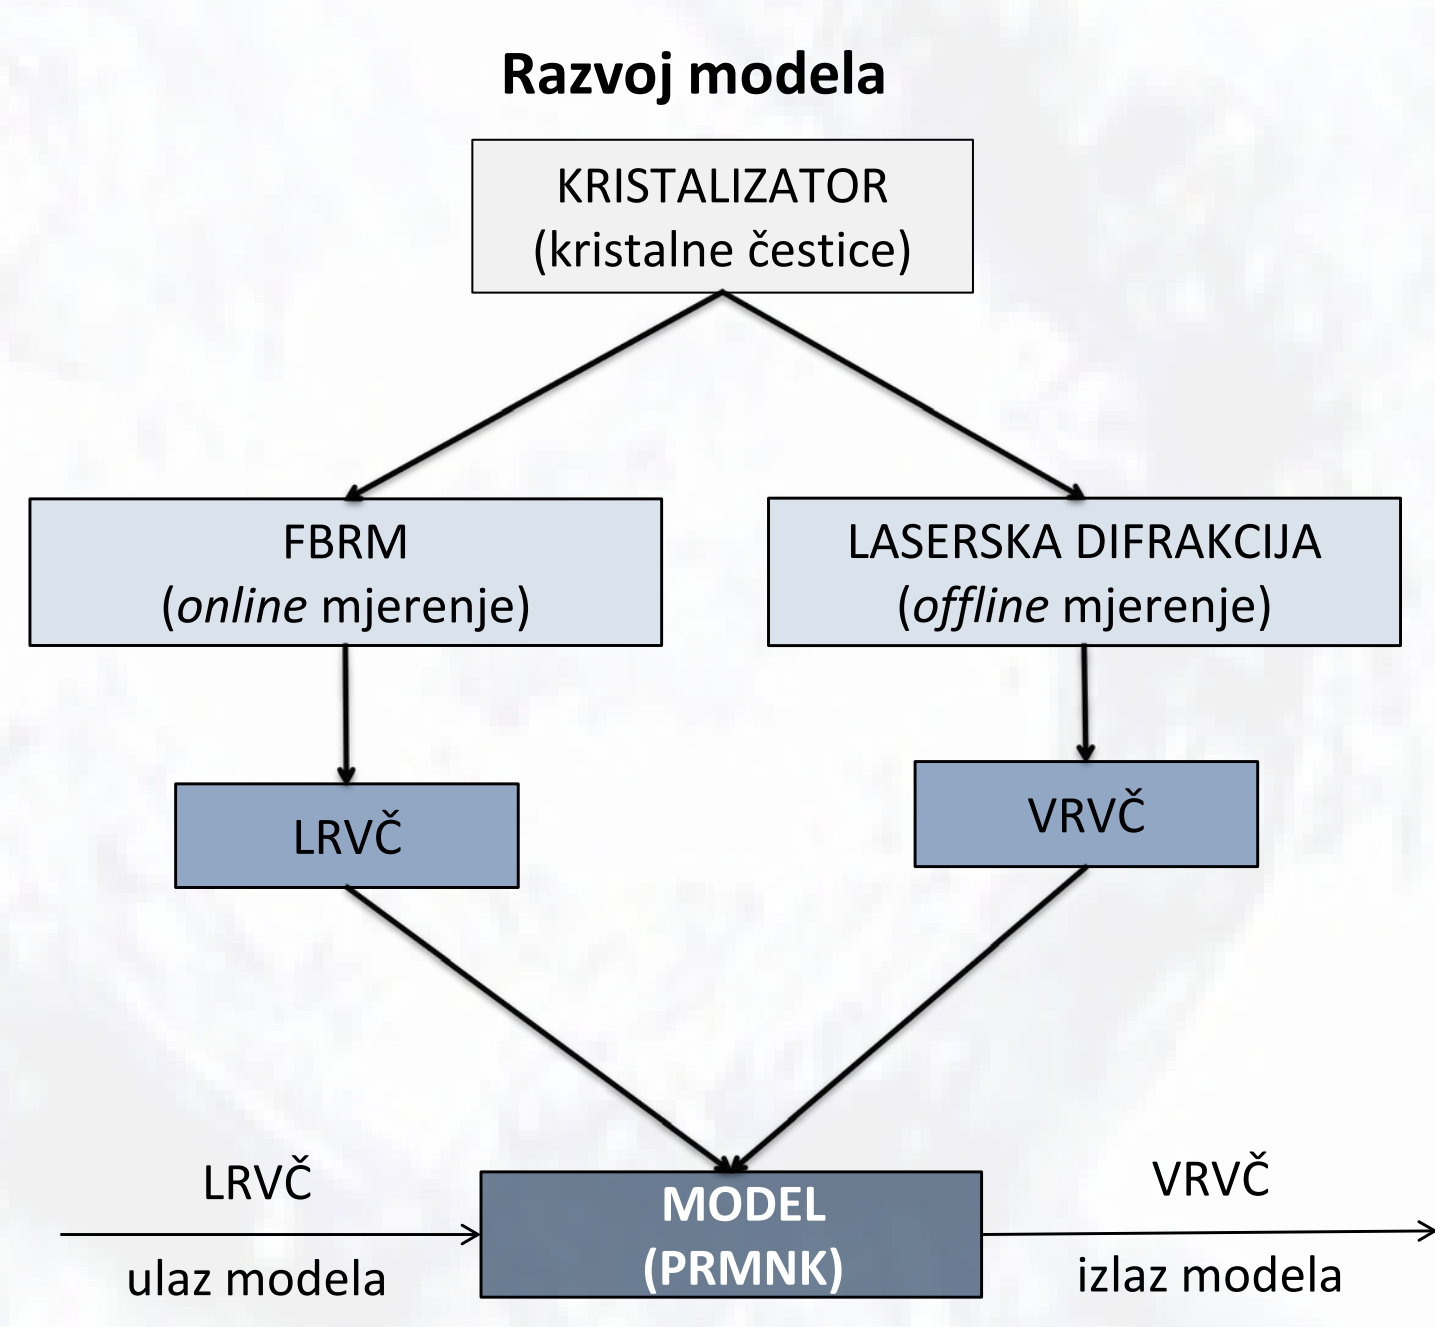 Razvoj modela
KRISTALIZATOR
(kristalne čestice)
FBRM
(online mjerenje)
LASERSKA DIFRAKCIJA
(offline mjerenje)
LRVČ
VRVČ
LRVČ
ulaz modela
MODEL
(PRMNK)
VRVČ
izlaz modela